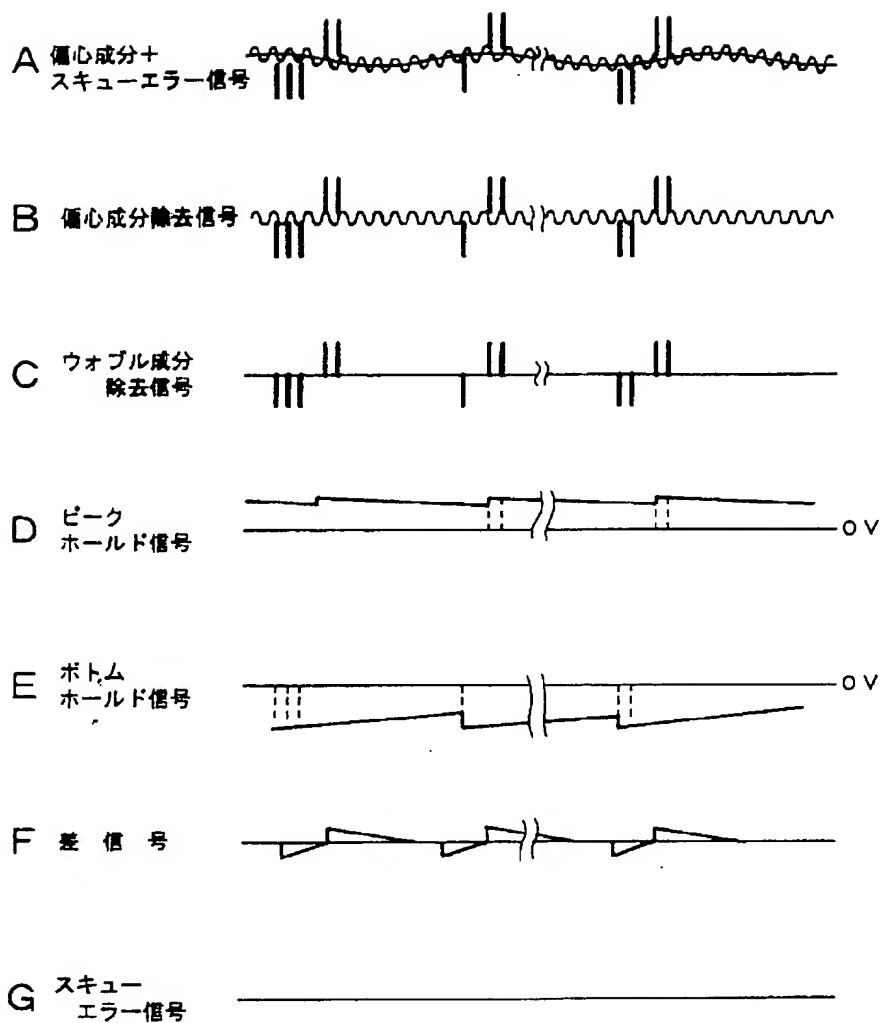 A 偏心成分+
スキューエラー信号
B 偏心成分除去信号
C ウォブル成分
除去信号
D ピーク
ホールド信号
0 V
E ボトム
ホールド信号
0 V
F 差 信 号
G スキュー
エラー信号